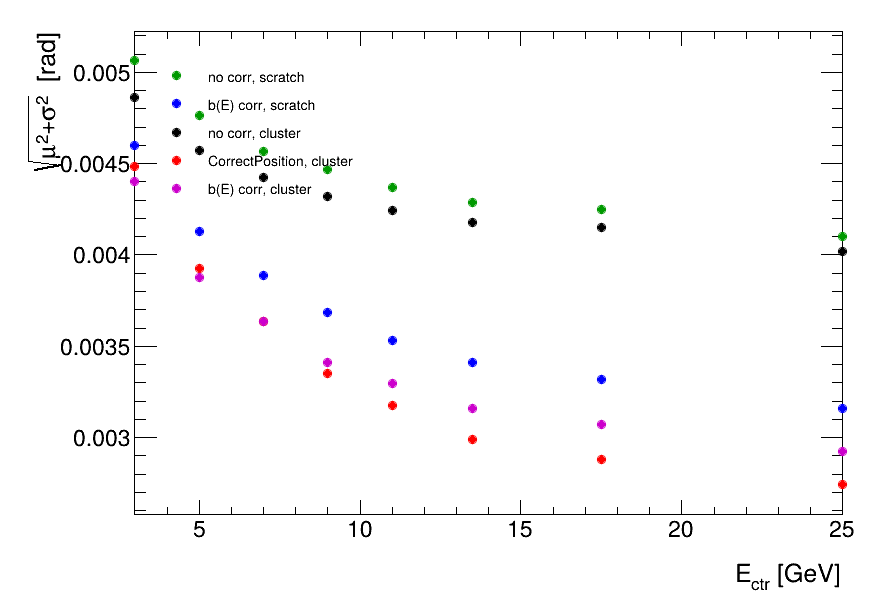 √μ²+σ² [rad]
0.005
0.0045
0.004
0.0035
0.003
no corr, scratch
b(E) corr, scratch
no corr, cluster
CorrectPosition, cluster
b(E) corr, cluster
5 10 15 20 25
E_ctr [GeV]